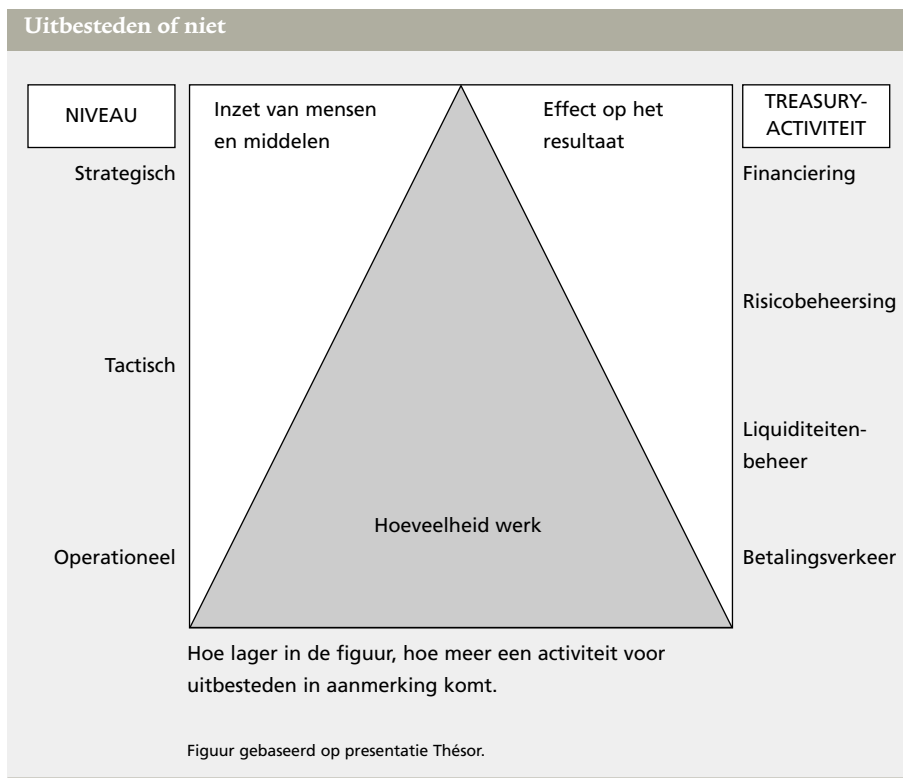 Uitbesteden of niet
NIVEAU
Inzet van mensen
en middelen
Effect op het
resultaat
TREASURY-
ACTIVITEIT
Strategisch
Financiering
Risicobeheersing
Tactisch
Liquiditeiten-
beheer
Hoeveelheid werk
Operationeel
Betalingsverkeer
Hoe lager in de figuur, hoe meer een activiteit voor
uitbesteden in aanmerking komt.
Figuur gebaseerd op presentatie Thésor.